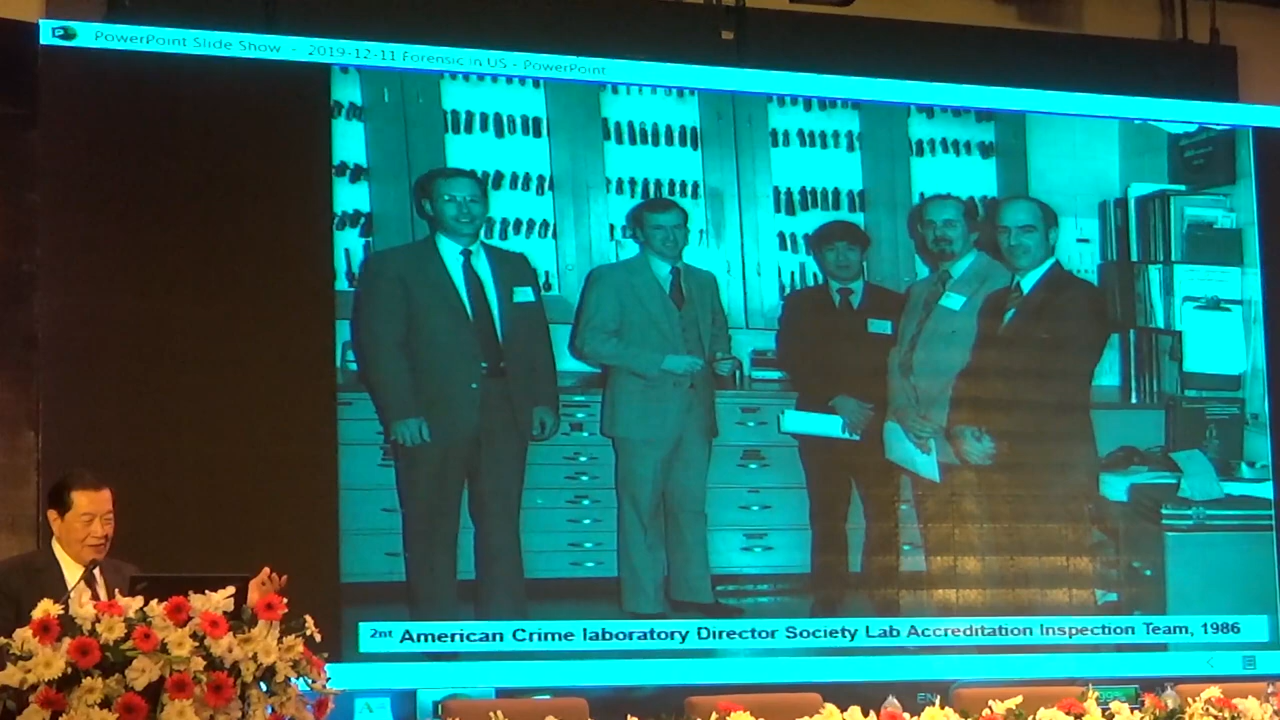 PowerPoint Slide Show - 2019-12-11 Forensic in US - PowerPoint
2nt American Crime laboratory Director Society Lab Accreditation Inspection Team, 1986
EN